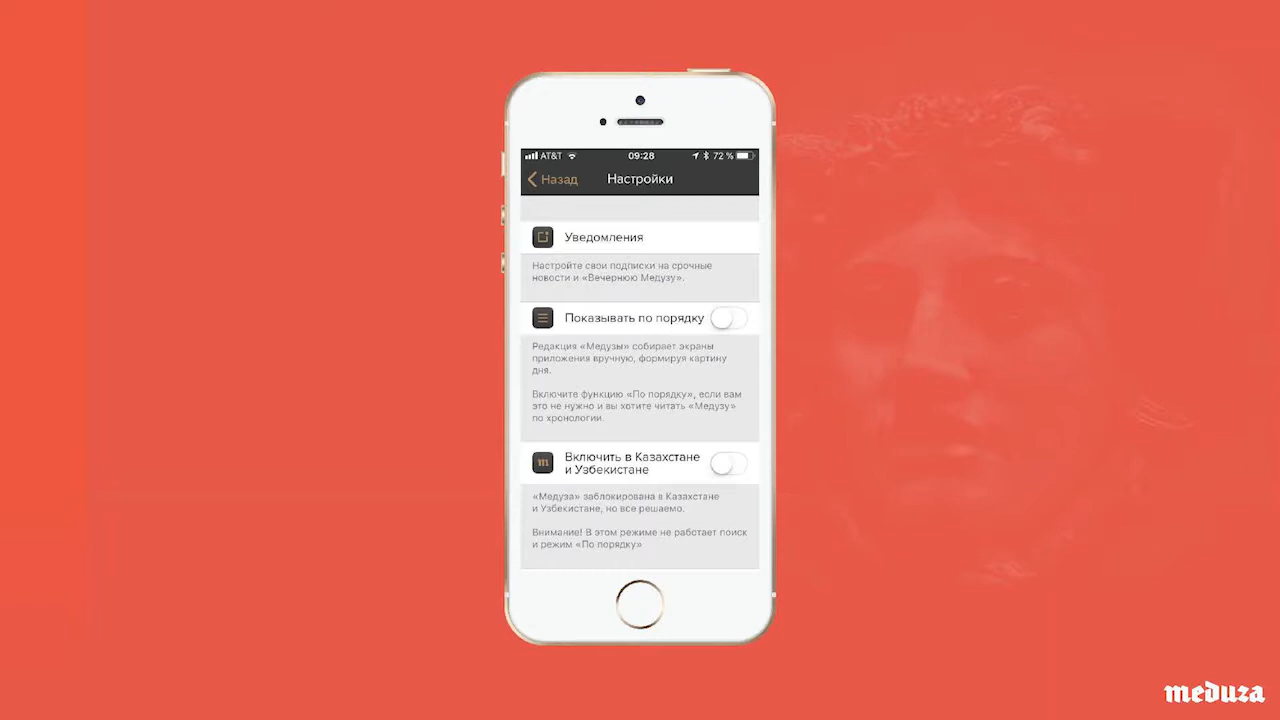 AT&T 09:28 72 %
Назад Настройки
Уведомления
Настройте свои подписки на срочные
новости и «Вечернюю Медузу».
Показывать по порядку
Редакция «Медузы» собирает экраны
приложения вручную, формируя картину
дня.
Включите функцию «По порядку», если вам
это не нужно и вы хотите читать «Медузу»
по хронологии.
m Включить в Казахстане
и Узбекистане
«Медуза» заблокирована в Казахстане
и Узбекистане, но все решаемо.
Внимание! В этом режиме не работает поиск
и режим «По порядку»
meduza